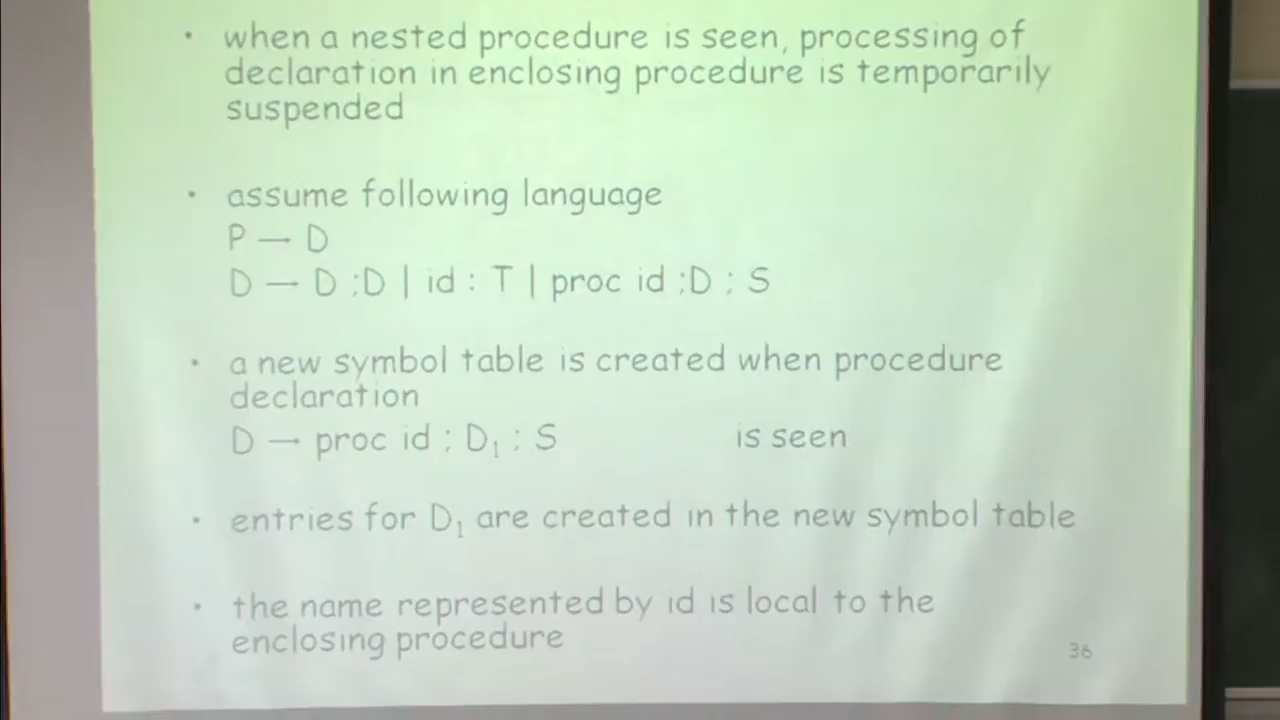 • when a nested procedure is seen, processing of
declaration in enclosing procedure is temporarily
suspended
• assume following language
P → D
D → D ;D | id : T | proc id ;D ; S
• a new symbol table is created when procedure
declaration
D → proc id ; D₁ ; S is seen
• entries for D₁ are created in the new symbol table
• the name represented by id is local to the
enclosing procedure
36